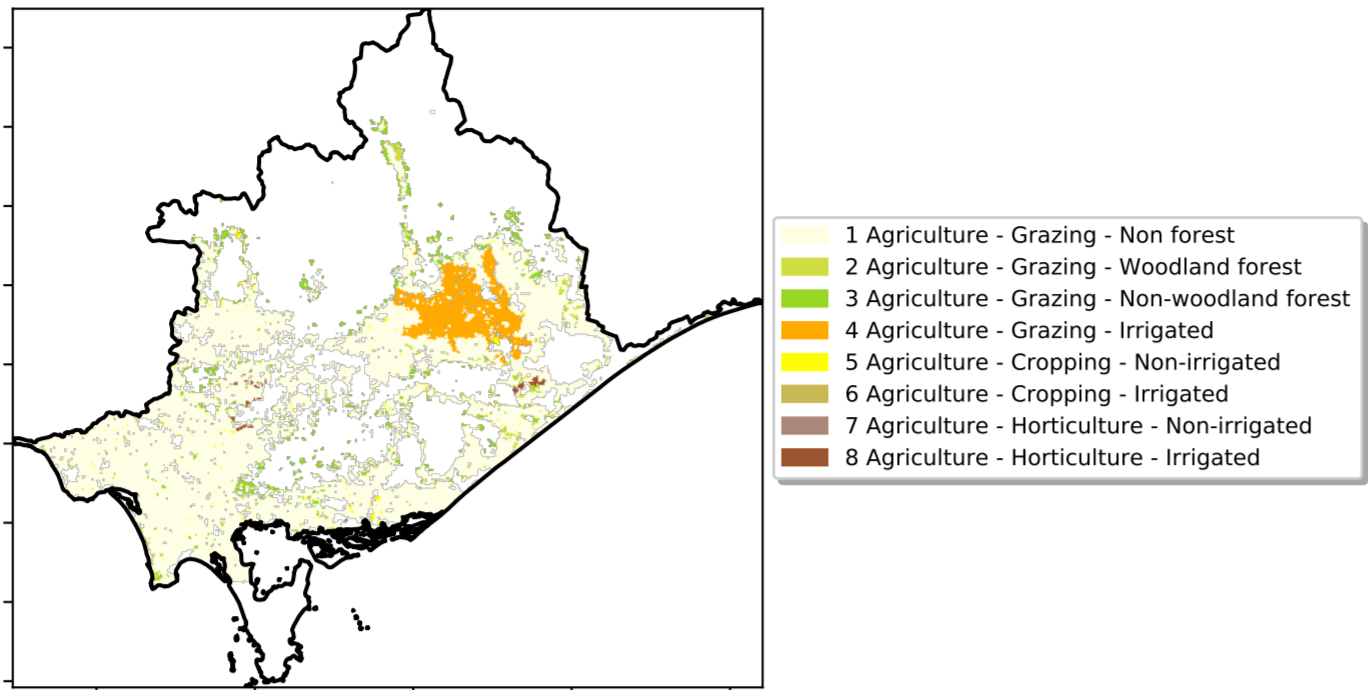 1 Agriculture - Grazing - Non forest
2 Agriculture - Grazing - Woodland forest
3 Agriculture - Grazing - Non-woodland forest
4 Agriculture - Grazing - Irrigated
5 Agriculture - Cropping - Non-irrigated
6 Agriculture - Cropping - Irrigated
7 Agriculture - Horticulture - Non-irrigated
8 Agriculture - Horticulture - Irrigated